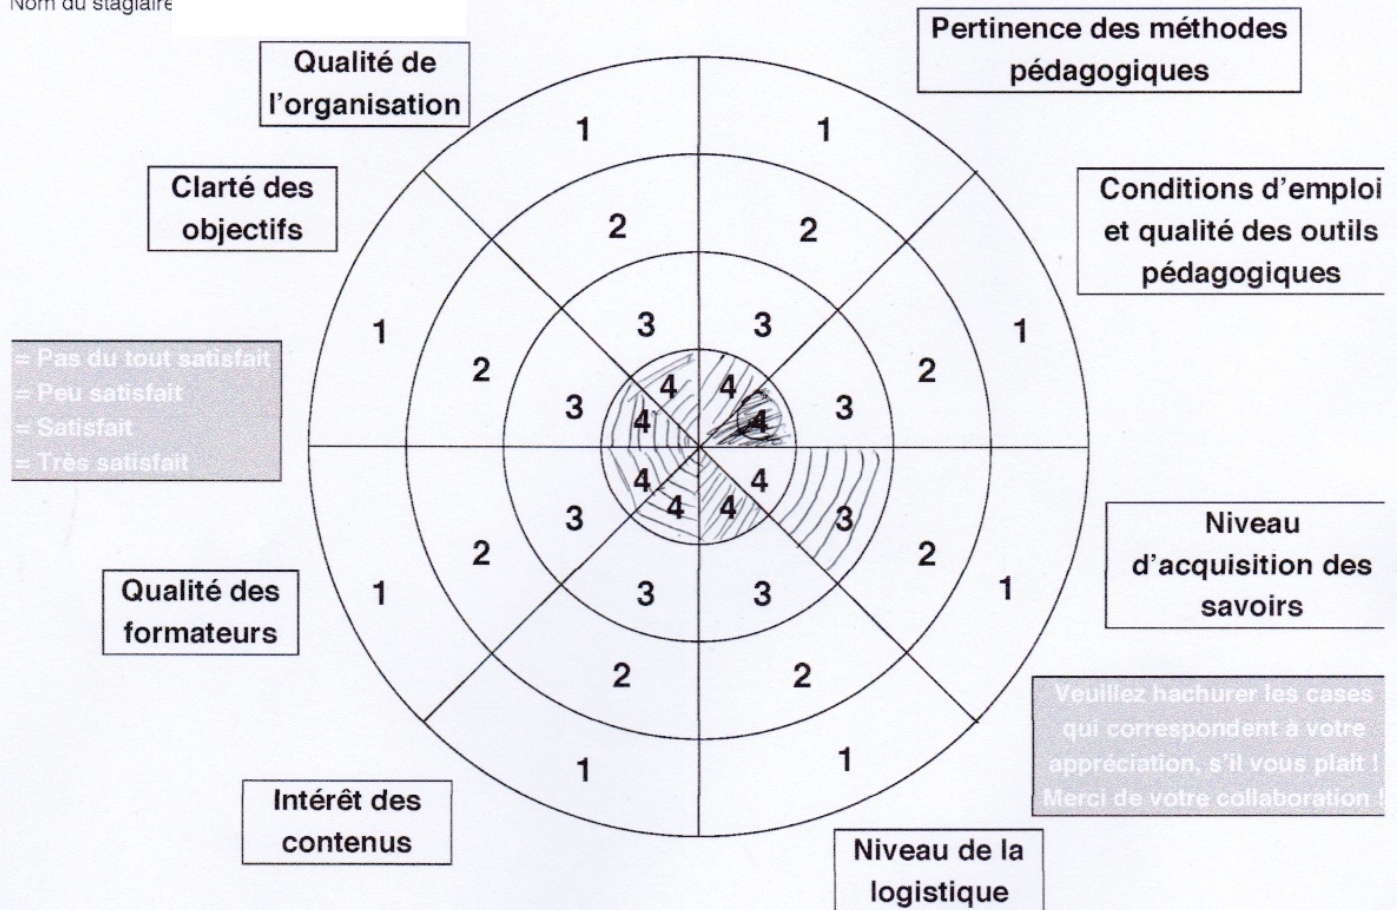 Nom du stagiaire
Pertinence des méthodes
pédagogiques
Qualité de
l'organisation
Clarté des
objectifs
Conditions d'emploi
et qualité des outils
pédagogiques
1
1
2
2
1
1
3
3
2
2
3
3
4
4
4
4
= Pas du tout satisfait
= Peu satisfait
= Satisfait
= Très satisfait
4
4
4
4
3
3
2
2
1
1
3
3
2
2
1
1
Niveau
d'acquisition des
savoirs
Qualité des
formateurs
Veuillez hachurer les cases
qui correspondent à votre
appréciation, s'il vous plait !
Merci de votre collaboration !
Intérêt des
contenus
Niveau de la
logistique